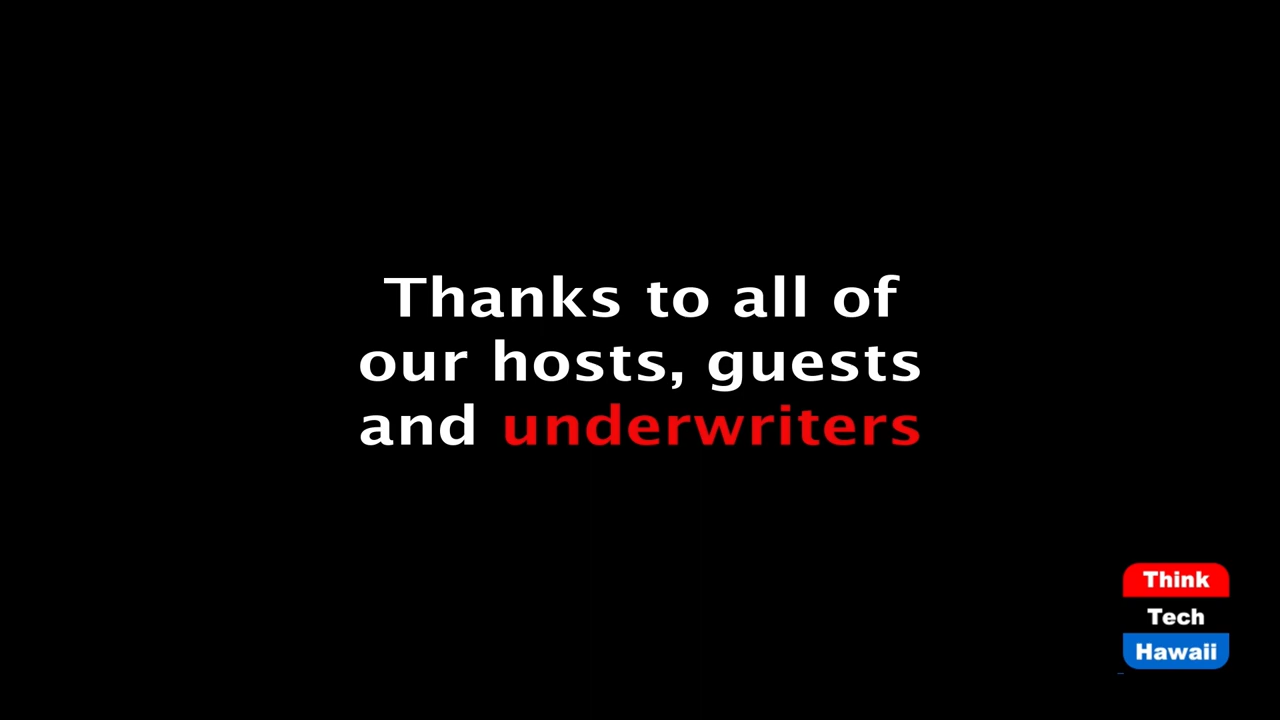 Thanks to all of
our hosts, guests
and underwriters
Think
Tech
Hawaii